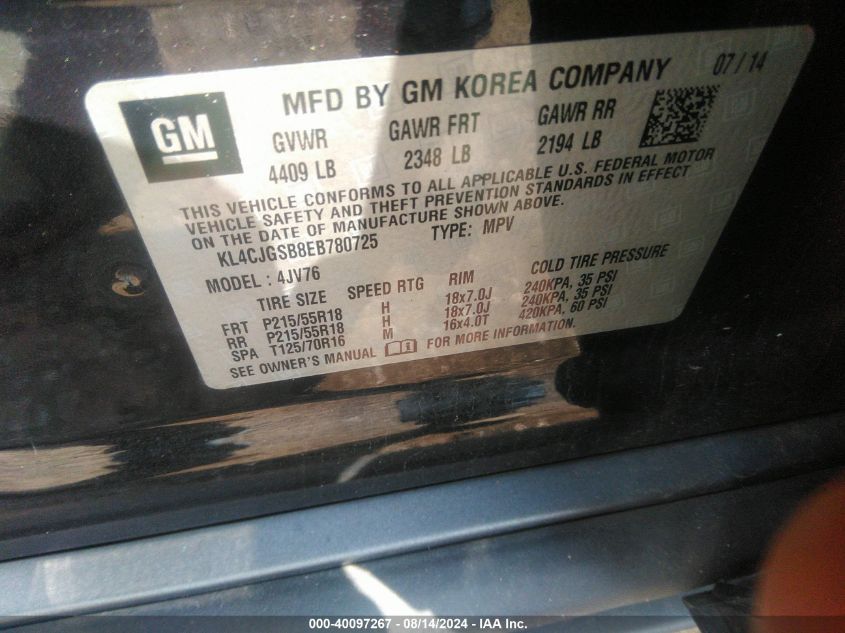 GM
MFD BY GM KOREA COMPANY 07/14
GVWR GAWR FRT GAWR RR
4409 LB 2348 LB 2194 LB
THIS VEHICLE CONFORMS TO ALL APPLICABLE U.S. FEDERAL MOTOR
VEHICLE SAFETY AND THEFT PREVENTION STANDARDS IN EFFECT
ON THE DATE OF MANUFACTURE SHOWN ABOVE.
KL4CJGSB8EB780725 TYPE: MPV
MODEL : 4JV76
TIRE SIZE SPEED RTG RIM COLD TIRE PRESSURE
FRT P215/55R18 H 18x7.0J 240KPA, 35 PSI
RR P215/55R18 H 18x7.0J 240KPA, 35 PSI
SPA T125/70R16 M 16x4.0T 420KPA, 60 PSI
SEE OWNER'S MANUAL FOR MORE INFORMATION.
000-40097267 - 08/14/2024 - IAA Inc.